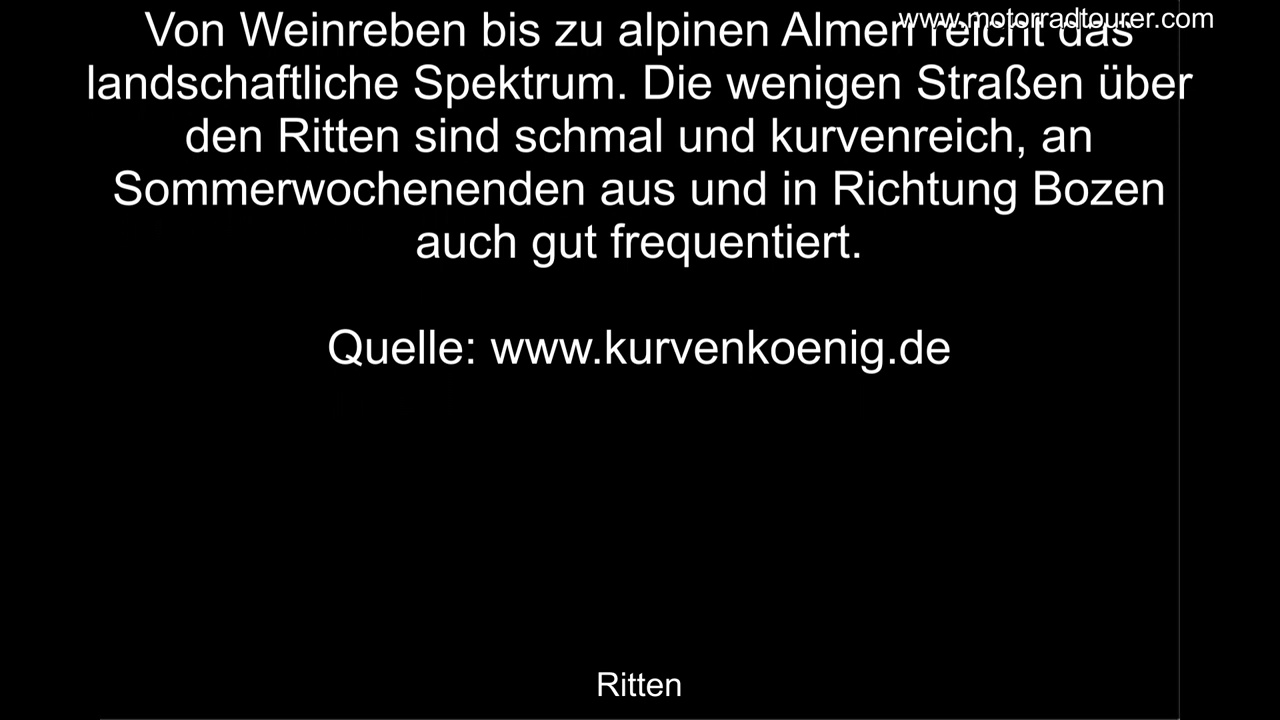 www.motorradtourer.com
Von Weinreben bis zu alpinen Almen reicht das
landschaftliche Spektrum. Die wenigen Straßen über
den Ritten sind schmal und kurvenreich, an
Sommerwochenenden aus und in Richtung Bozen
auch gut frequentiert.
Quelle: www.kurvenkoenig.de
Ritten